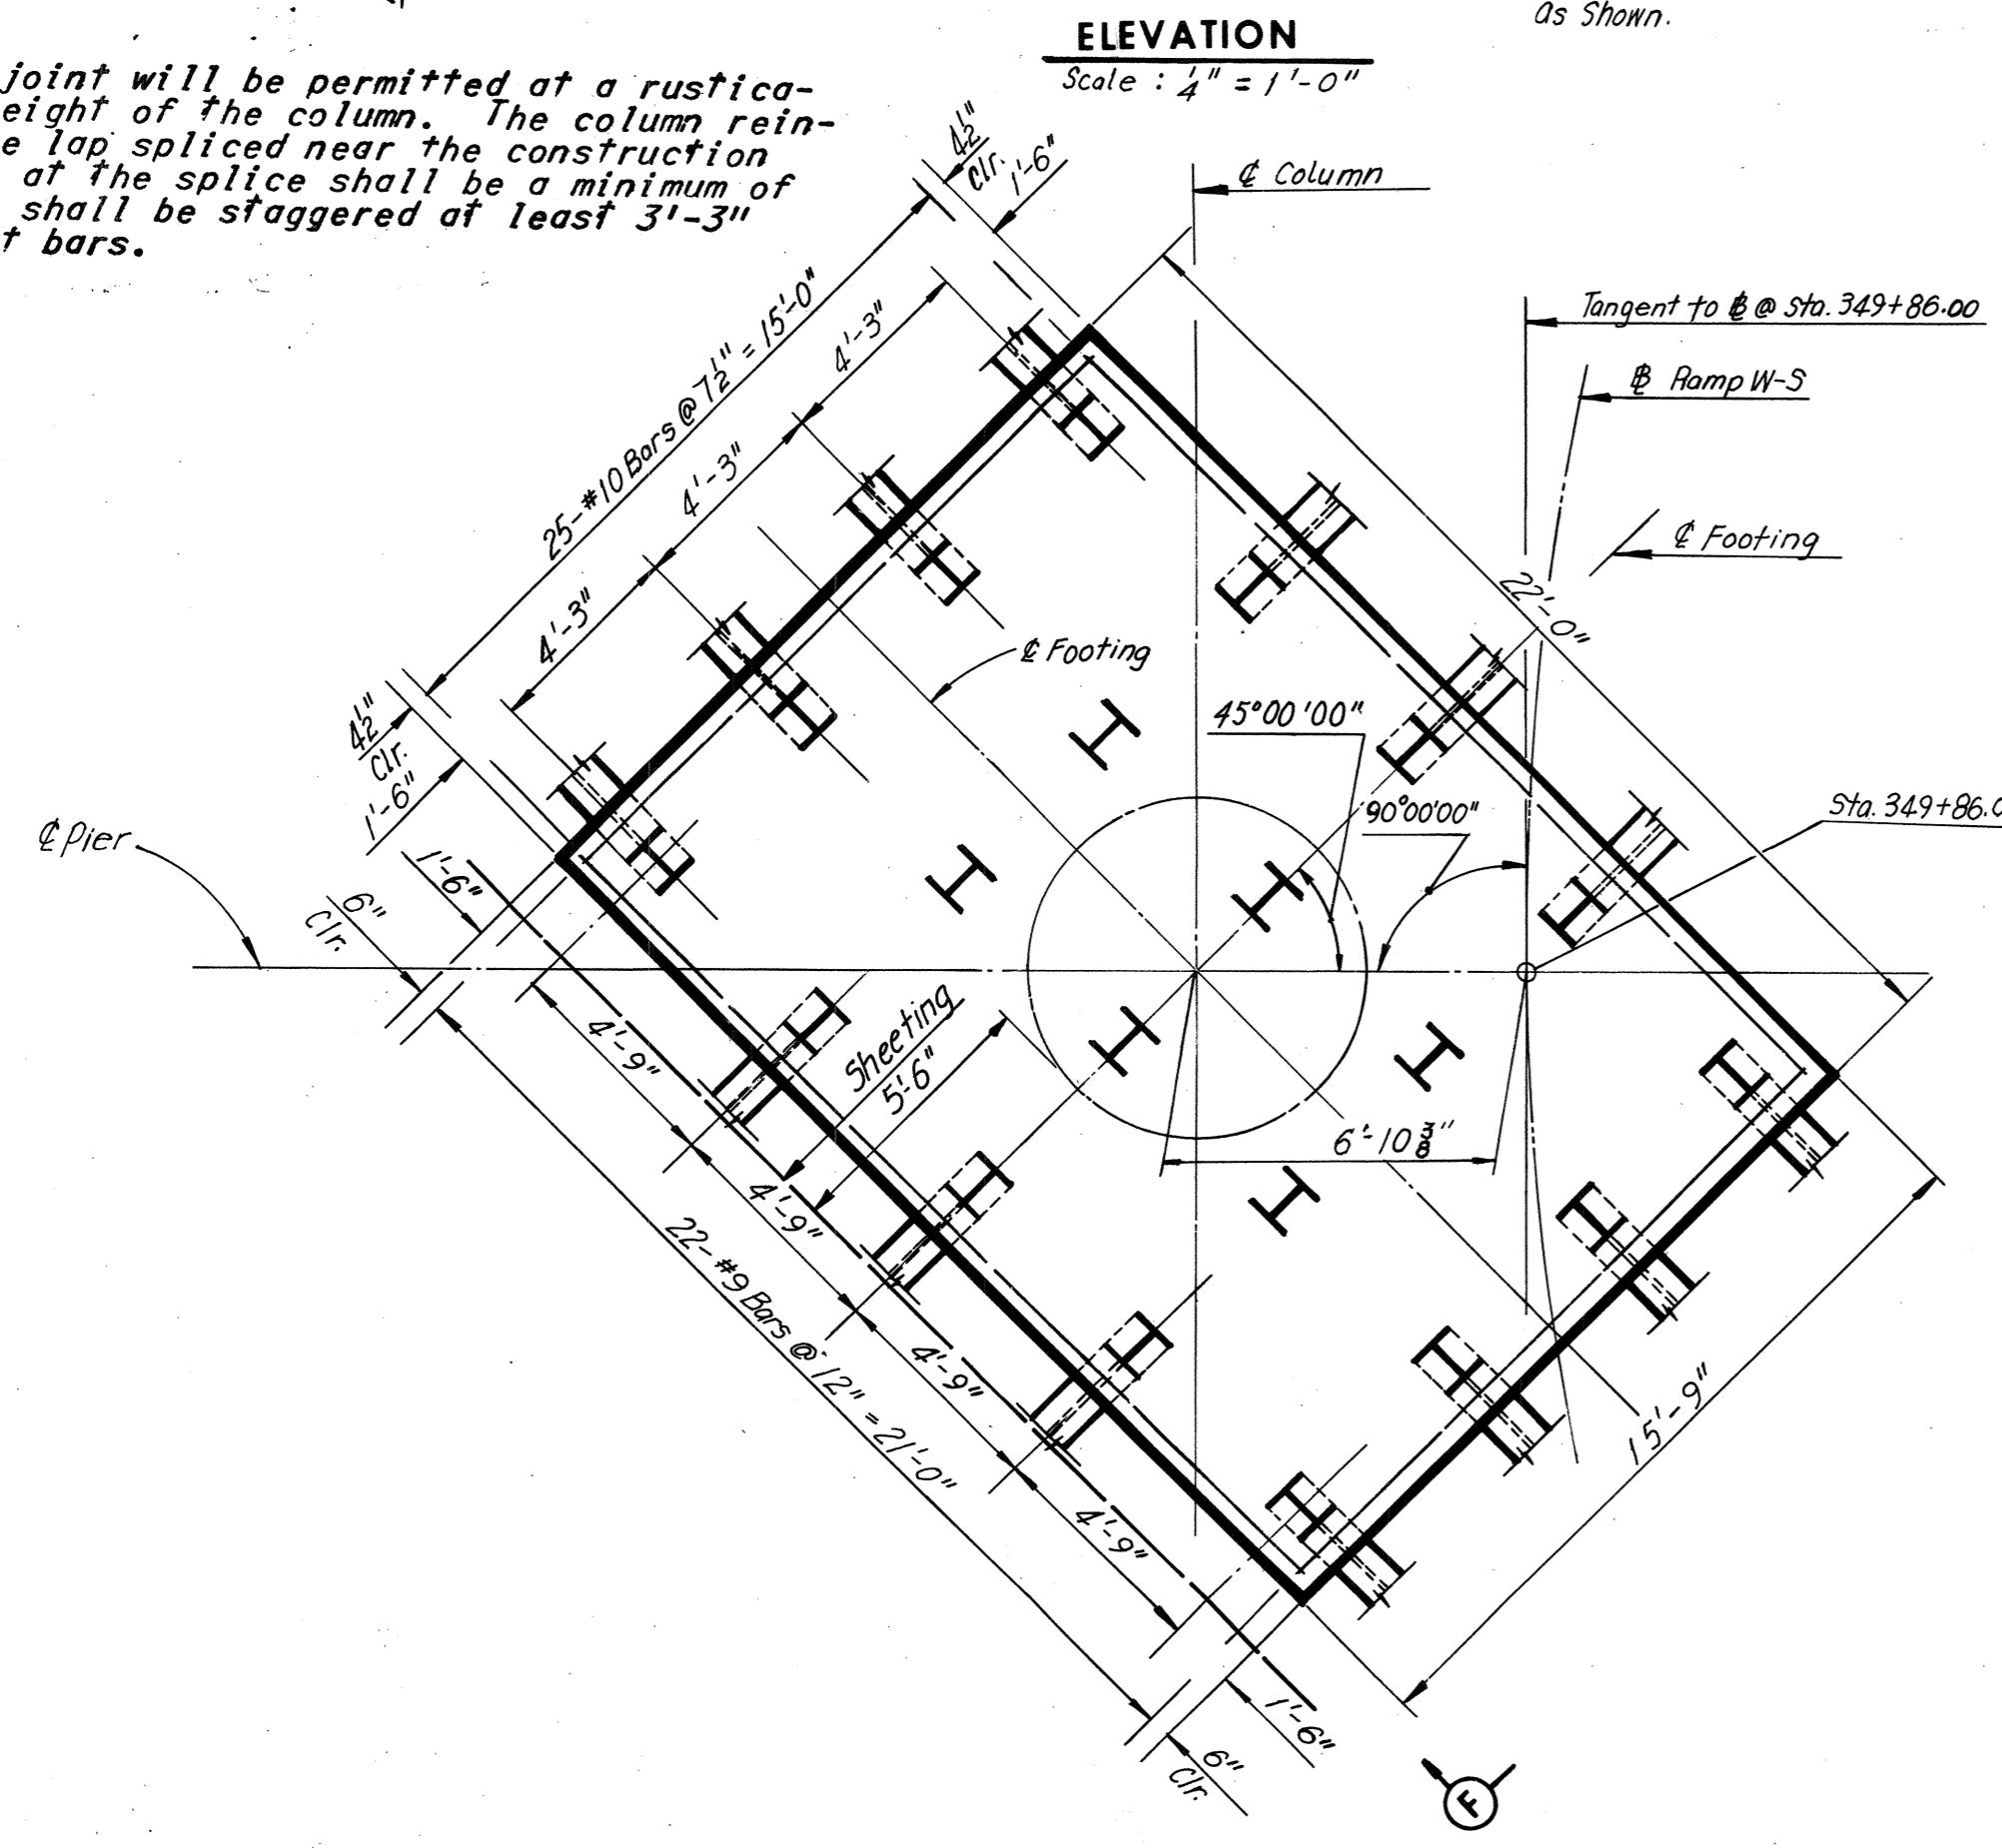 as Shown.
ELEVATION
Scale : 1/4" = 1'-0"
joint will be permitted at a rustica-
eight of the column. The column rein-
e lap spliced near the construction
at the splice shall be a minimum of
shall be staggered at least 3'-3"
t bars.
4 1/2"
Clr.
1'-6"
℄ Column
25-#10 Bars @ 7 1/2" = 15'-0"
4'-3"
4'-3"
4'-3"
Tangent to ⅊ @ Sta. 349+86.00
⅊ Ramp W-S
℄ Footing
22'-0"
℄ Footing
45°00'00"
90°00'00"
4 1/2"
Clr.
1'-6"
Sta. 349+86.0
℄ Pier
1'-6"
6"
Clr.
4'-9"
Sheeting
5'-6"
6'-10 3/8"
4'-9"
22-#9 Bars @ 12" = 21'-0"
4'-9"
4'-9"
15'-9"
1'-6"
6"
Clr.
F